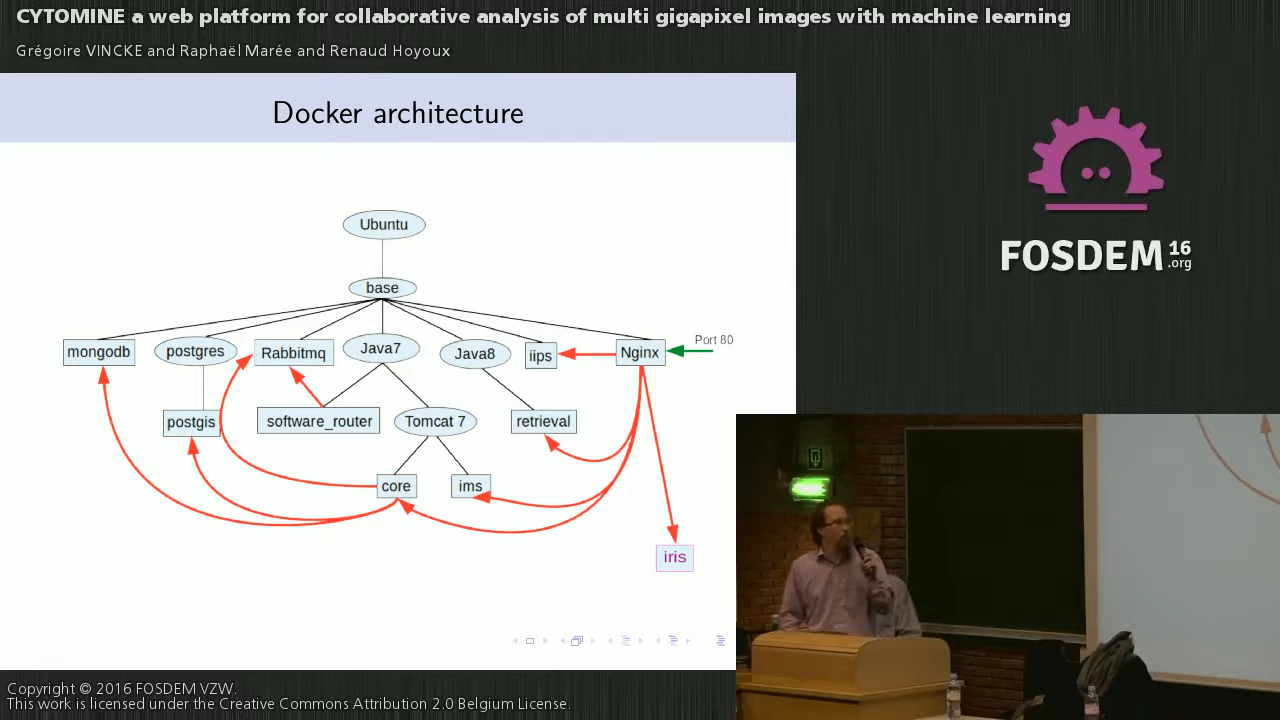 CYTOMINE a web platform for collaborative analysis of multi gigapixel images with machine learning
Grégoire VINCKE and Raphaël Marée and Renaud Hoyoux
Docker architecture
Ubuntu
base
mongodb
postgres
Rabbitmq
Java7
Java8
iips
Nginx
Port 80
postgis
software_router
Tomcat 7
retrieval
core
ims
iris
FOSDEM 16
.org
Copyright © 2016 FOSDEM VZW.
This work is licensed under the Creative Commons Attribution 2.0 Belgium License.